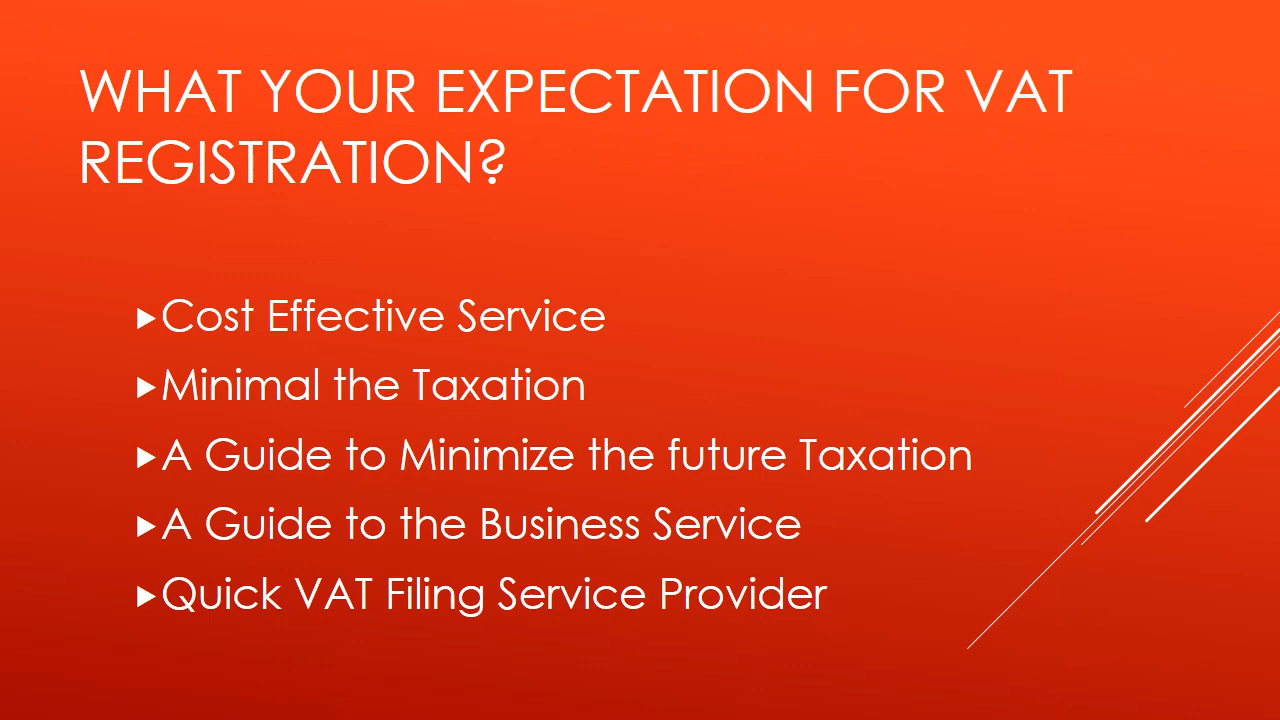 WHAT YOUR EXPECTATION FOR VAT
REGISTRATION?
Cost Effective Service
Minimal the Taxation
A Guide to Minimize the future Taxation
A Guide to the Business Service
Quick VAT Filing Service Provider